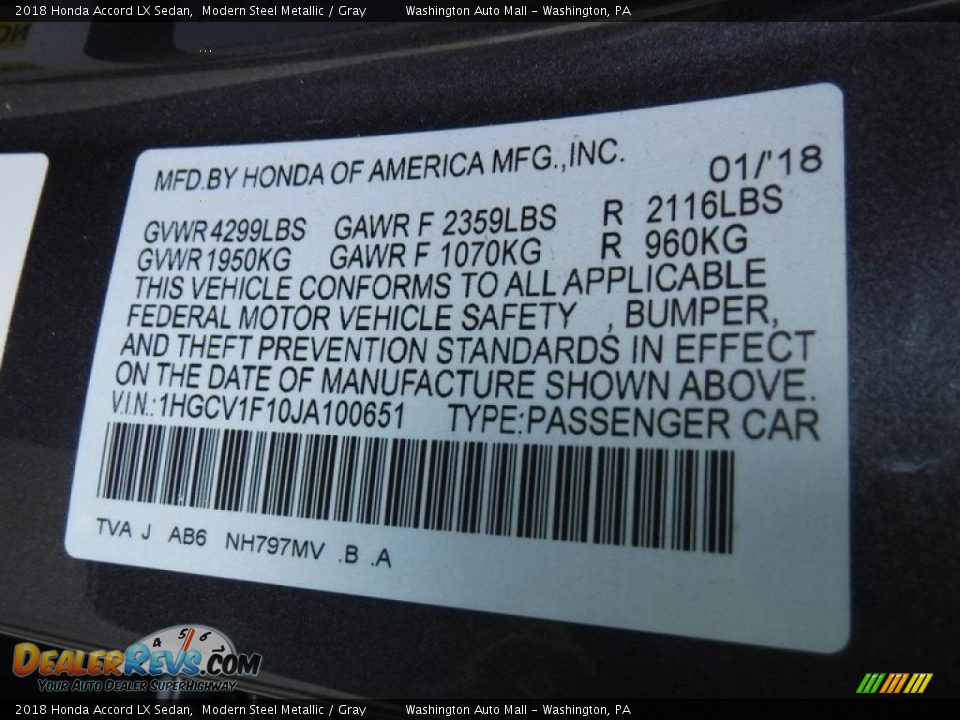 2018 Honda Accord LX Sedan, Modern Steel Metallic / Gray Washington Auto Mall - Washington, PA
MFD.BY HONDA OF AMERICA MFG.,INC. 01/'18
GVWR 4299LBS GAWR F 2359LBS R 2116LBS
GVWR 1950KG GAWR F 1070KG R 960KG
THIS VEHICLE CONFORMS TO ALL APPLICABLE
FEDERAL MOTOR VEHICLE SAFETY , BUMPER,
AND THEFT PREVENTION STANDARDS IN EFFECT
ON THE DATE OF MANUFACTURE SHOWN ABOVE.
V.I.N.:1HGCV1F10JA100651 TYPE:PASSENGER CAR
TVA J AB6 NH797MV .B .A
4 5 6
DEALERREVS.COM
YOUR AUTO DEALER SUPERHIGHWAY
2018 Honda Accord LX Sedan, Modern Steel Metallic / Gray Washington Auto Mall - Washington, PA